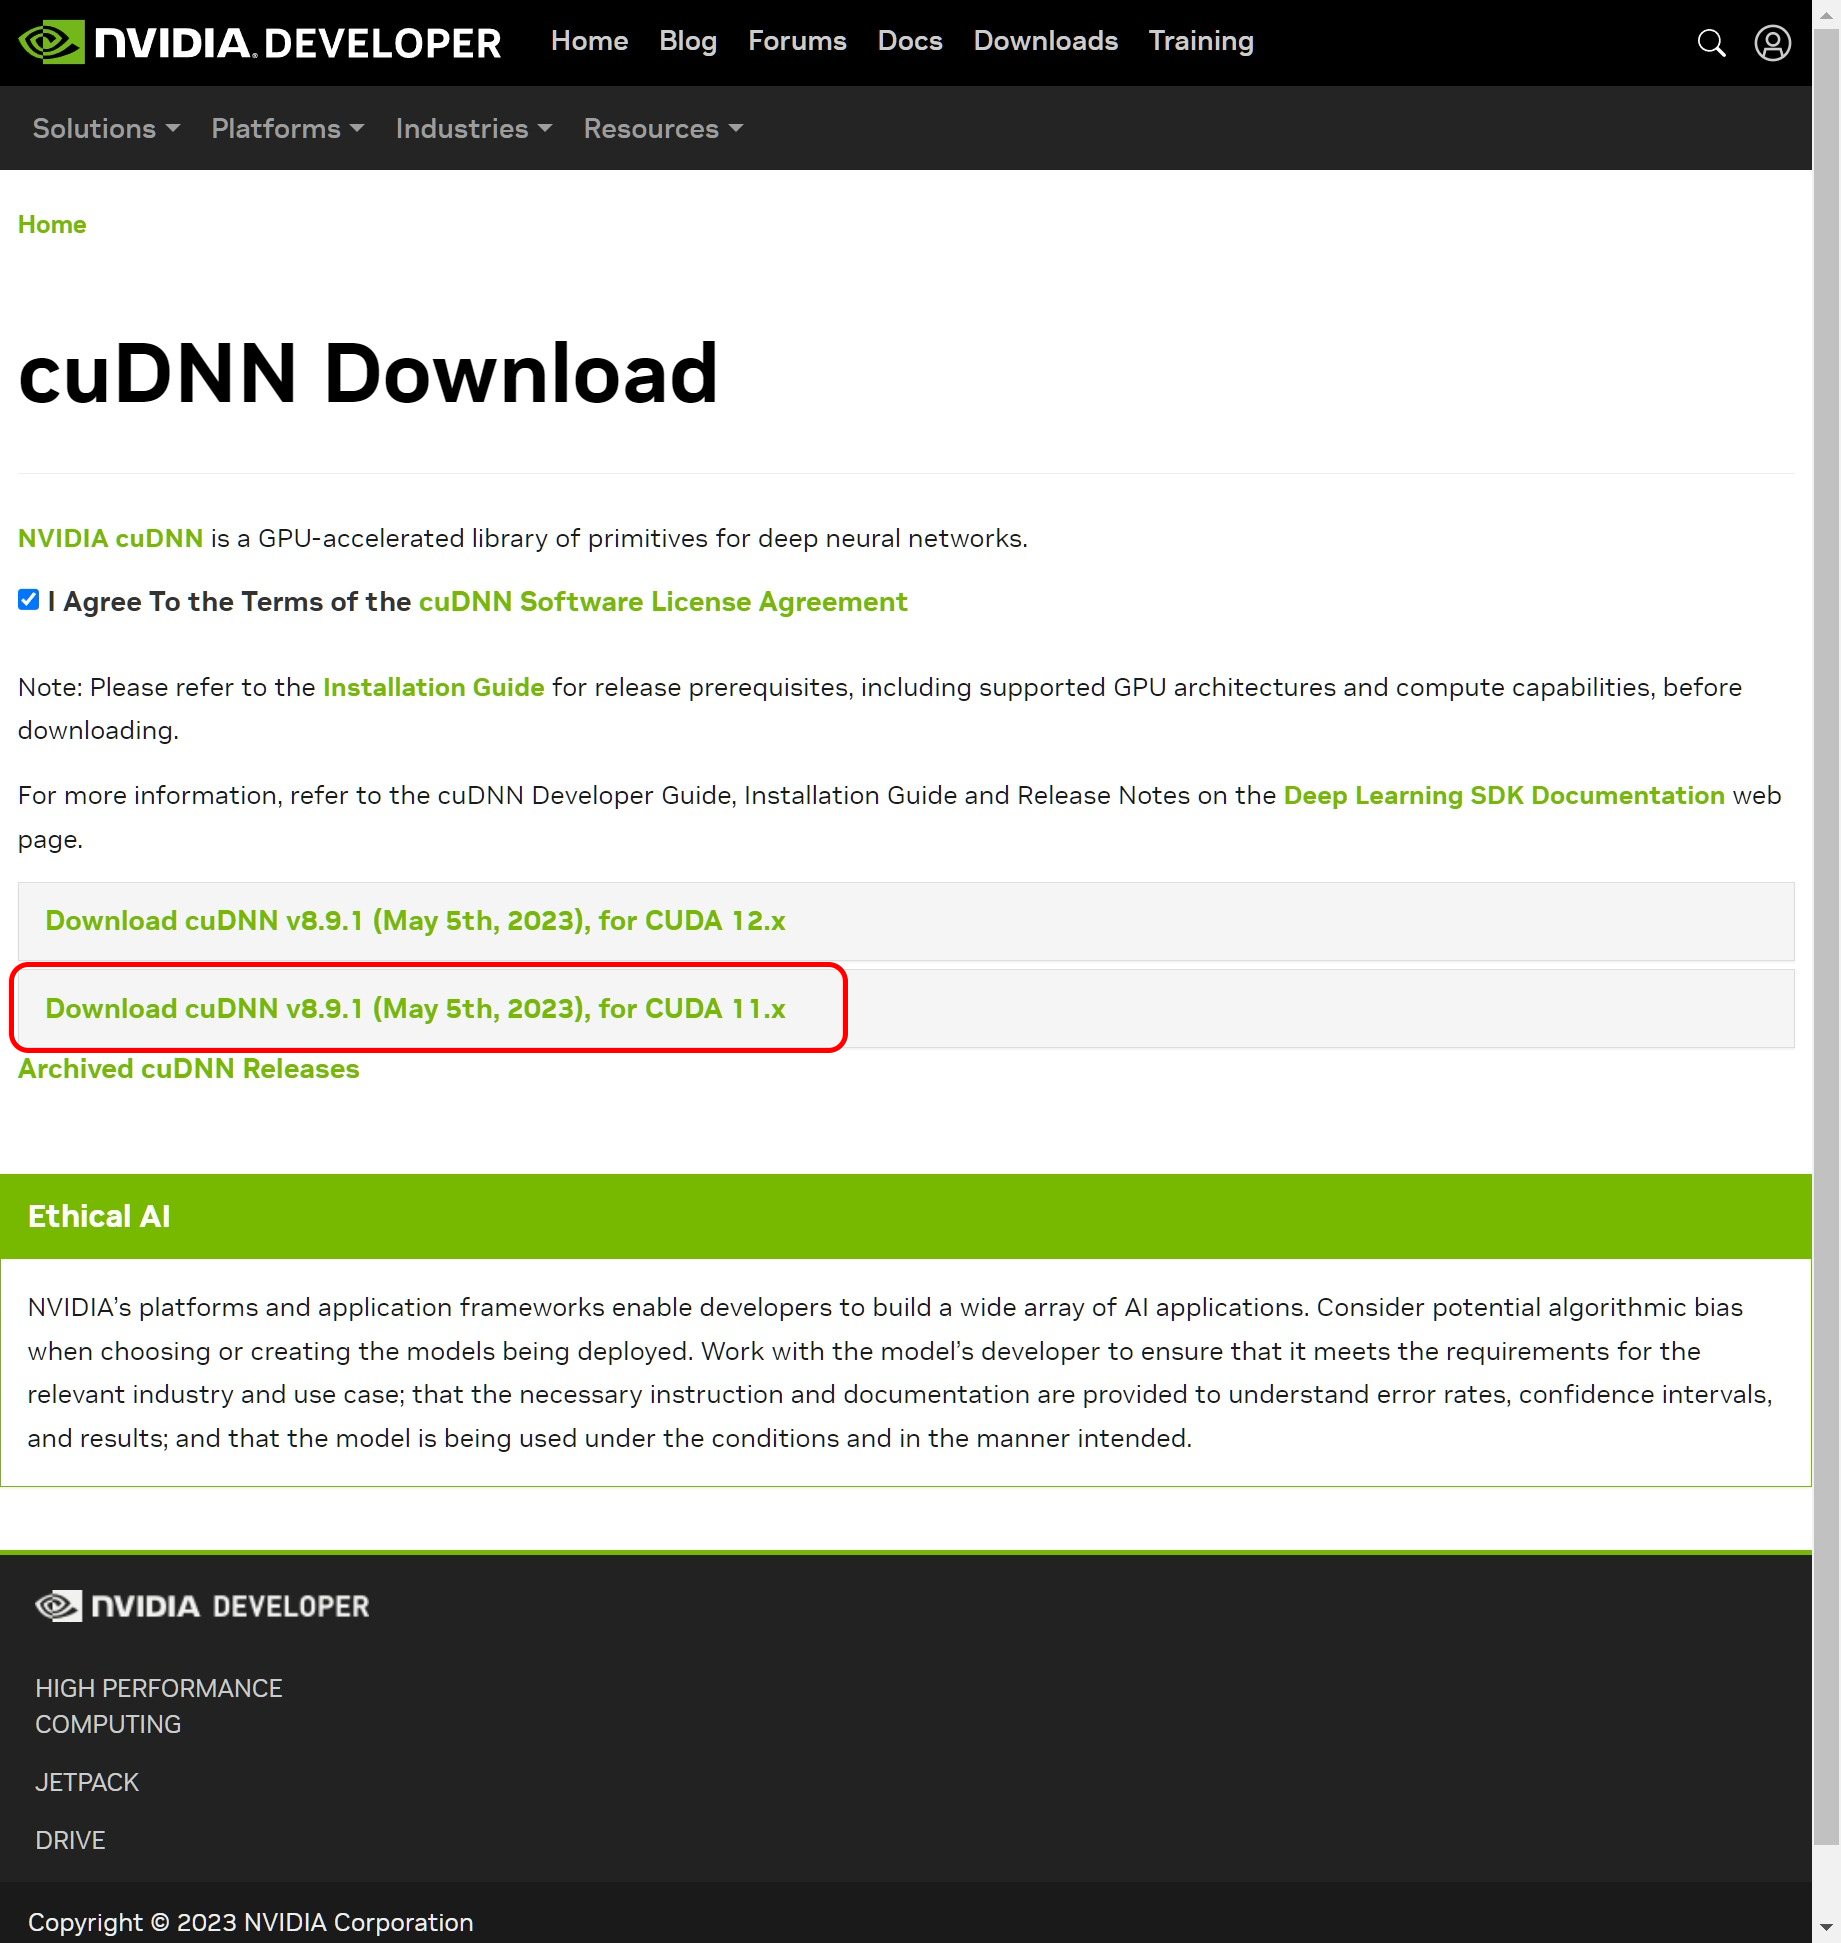 NVIDIA. DEVELOPER Home Blog Forums Docs Downloads Training
Solutions Platforms Industries Resources
Home
cuDNN Download
NVIDIA cuDNN is a GPU-accelerated library of primitives for deep neural networks.
I Agree To the Terms of the cuDNN Software License Agreement
Note: Please refer to the Installation Guide for release prerequisites, including supported GPU architectures and compute capabilities, before
downloading.
For more information, refer to the cuDNN Developer Guide, Installation Guide and Release Notes on the Deep Learning SDK Documentation web
page.
Download cuDNN v8.9.1 (May 5th, 2023), for CUDA 12.x
Download cuDNN v8.9.1 (May 5th, 2023), for CUDA 11.x
Archived cuDNN Releases
Ethical AI
NVIDIA’s platforms and application frameworks enable developers to build a wide array of AI applications. Consider potential algorithmic bias
when choosing or creating the models being deployed. Work with the model’s developer to ensure that it meets the requirements for the
relevant industry and use case; that the necessary instruction and documentation are provided to understand error rates, confidence intervals,
and results; and that the model is being used under the conditions and in the manner intended.
NVIDIA DEVELOPER
HIGH PERFORMANCE
COMPUTING
JETPACK
DRIVE
Copyright © 2023 NVIDIA Corporation